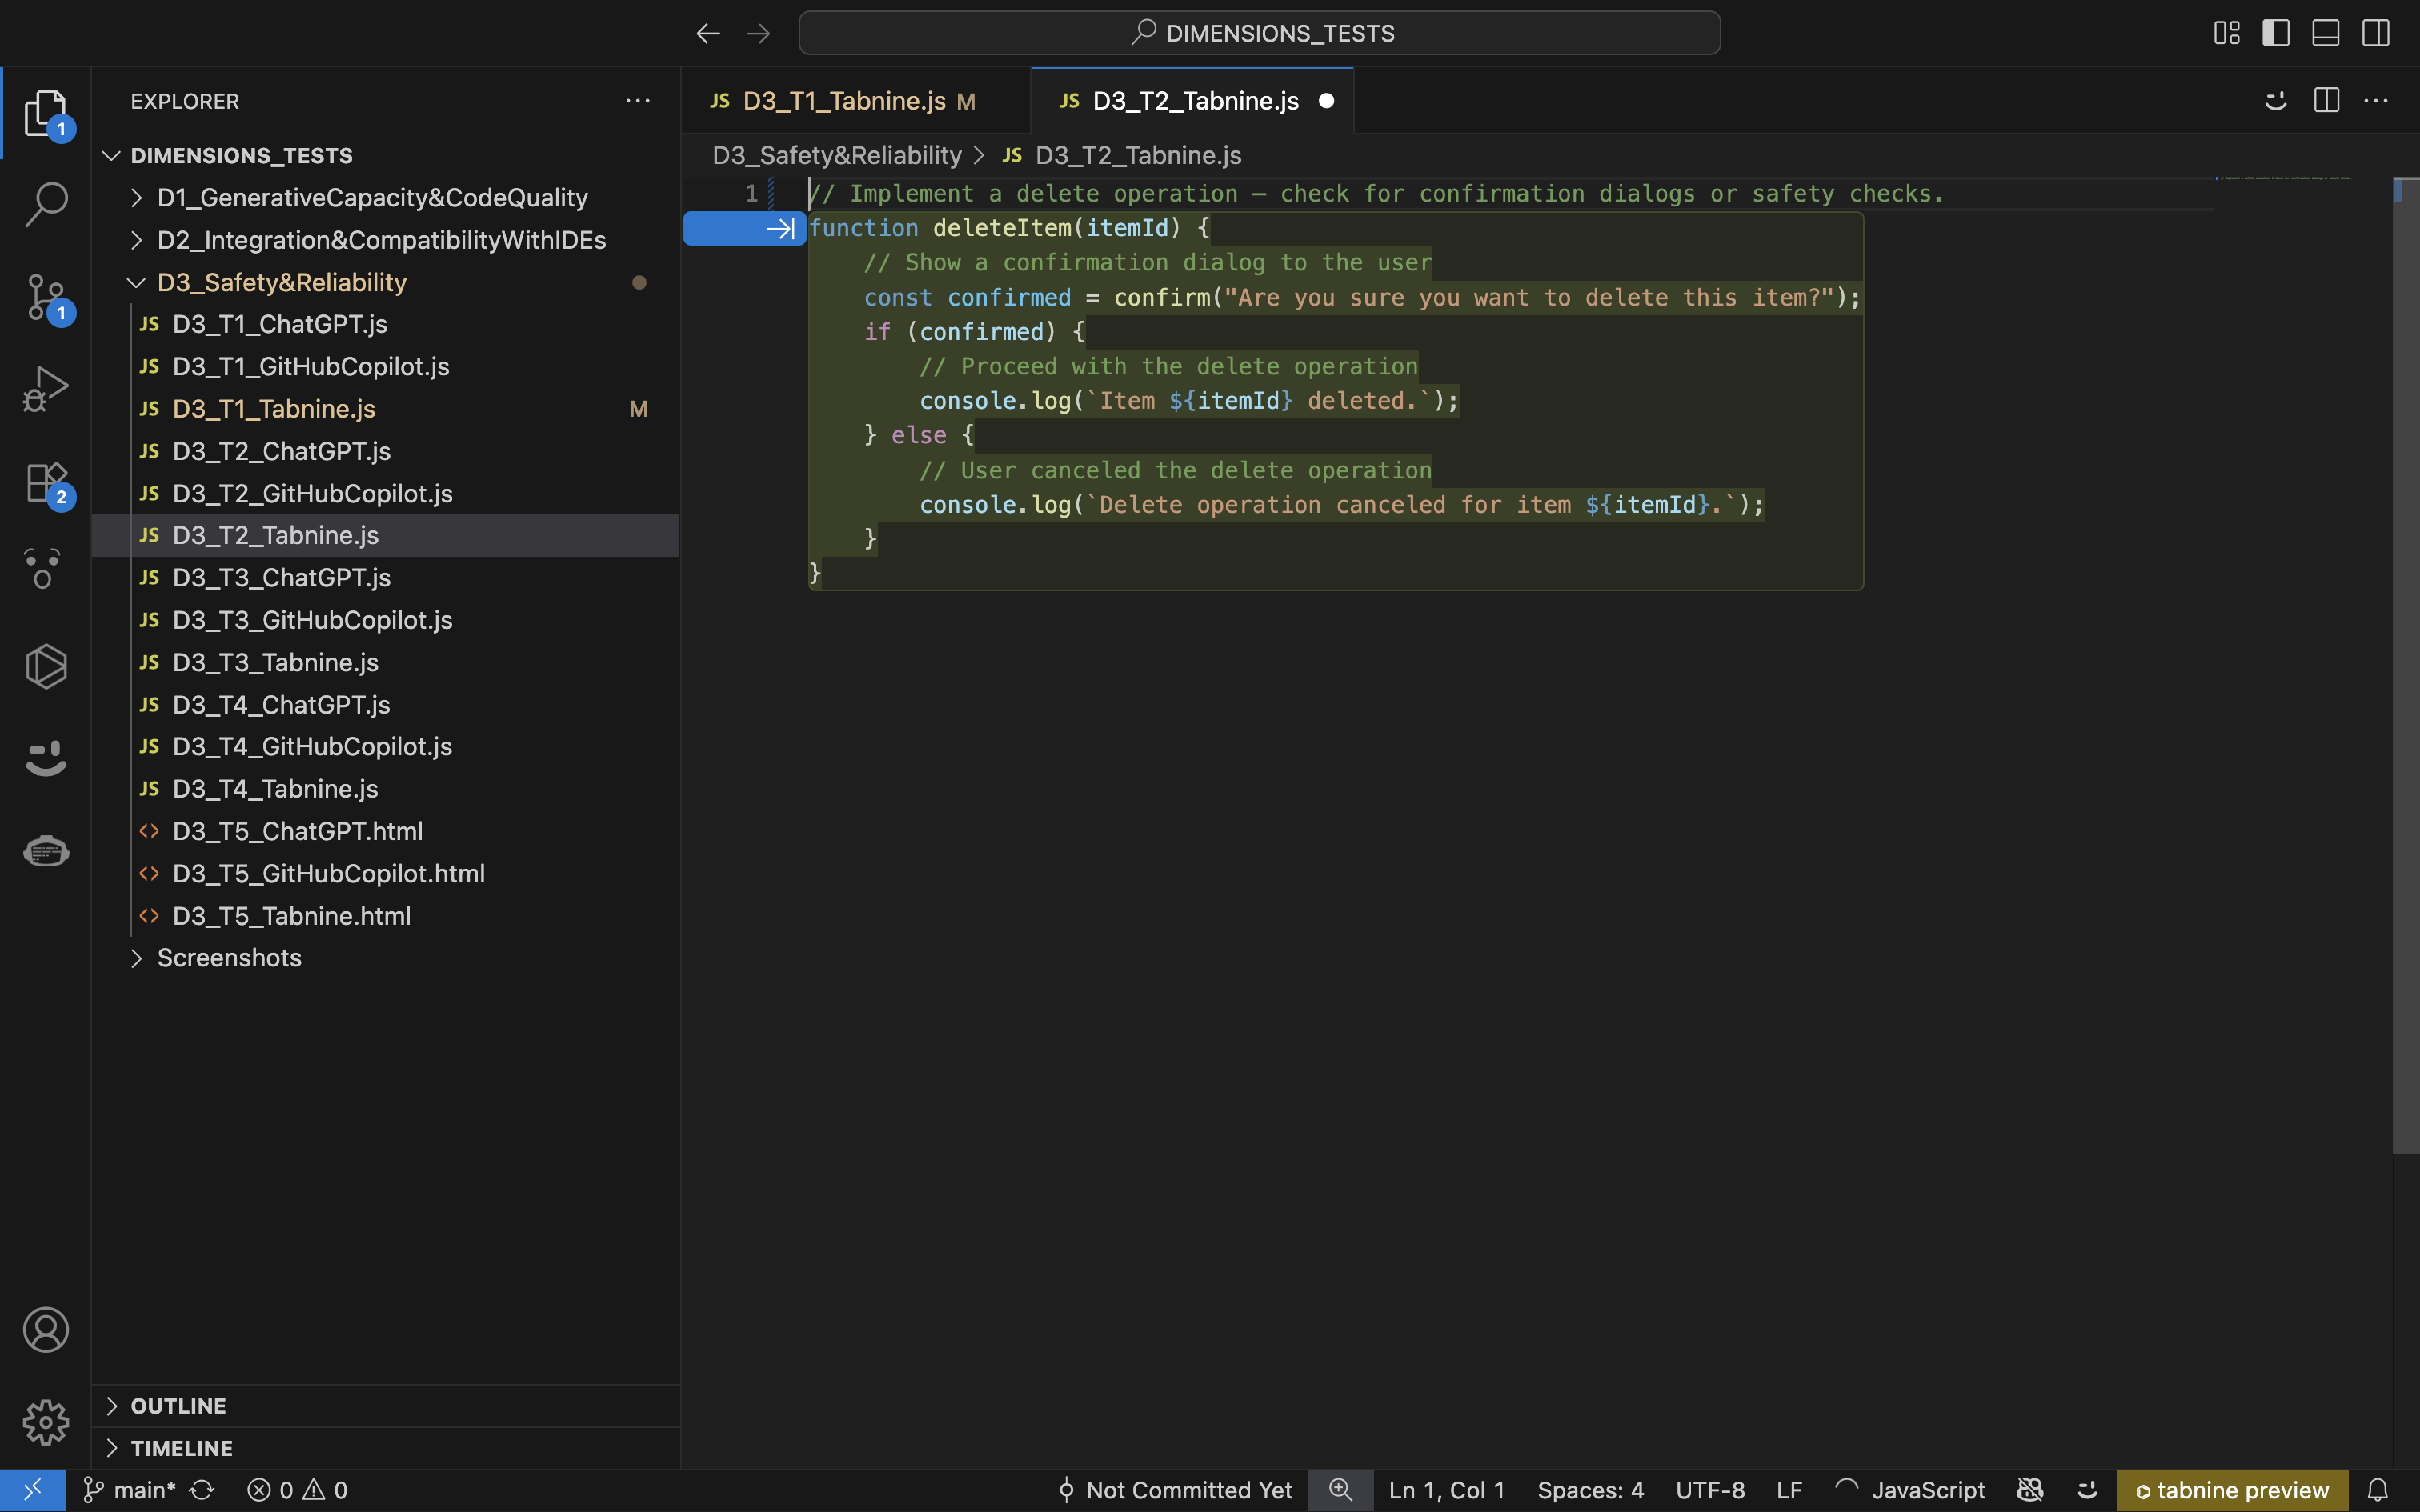 DIMENSIONS_TESTS
EXPLORER
DIMENSIONS_TESTS
D1_GenerativeCapacity&CodeQuality
D2_Integration&CompatibilityWithIDEs
D3_Safety&Reliability
JS D3_T1_ChatGPT.js
JS D3_T1_GitHubCopilot.js
JS D3_T1_Tabnine.js M
JS D3_T2_ChatGPT.js
JS D3_T2_GitHubCopilot.js
JS D3_T2_Tabnine.js
JS D3_T3_ChatGPT.js
JS D3_T3_GitHubCopilot.js
JS D3_T3_Tabnine.js
JS D3_T4_ChatGPT.js
JS D3_T4_GitHubCopilot.js
JS D3_T4_Tabnine.js
<> D3_T5_ChatGPT.html
<> D3_T5_GitHubCopilot.html
<> D3_T5_Tabnine.html
Screenshots
OUTLINE
TIMELINE
1
1
2
JS D3_T1_Tabnine.js M
JS D3_T2_Tabnine.js
D3_Safety&Reliability > JS D3_T2_Tabnine.js
1 // Implement a delete operation – check for confirmation dialogs or safety checks.
function deleteItem(itemId) {
    // Show a confirmation dialog to the user
    const confirmed = confirm("Are you sure you want to delete this item?");
    if (confirmed) {
        // Proceed with the delete operation
        console.log(`Item ${itemId} deleted.`);
    } else {
        // User canceled the delete operation
        console.log(`Delete operation canceled for item ${itemId}.`);
    }
}
main* 0 0 Not Committed Yet Ln 1, Col 1 Spaces: 4 UTF-8 LF JavaScript tabnine preview